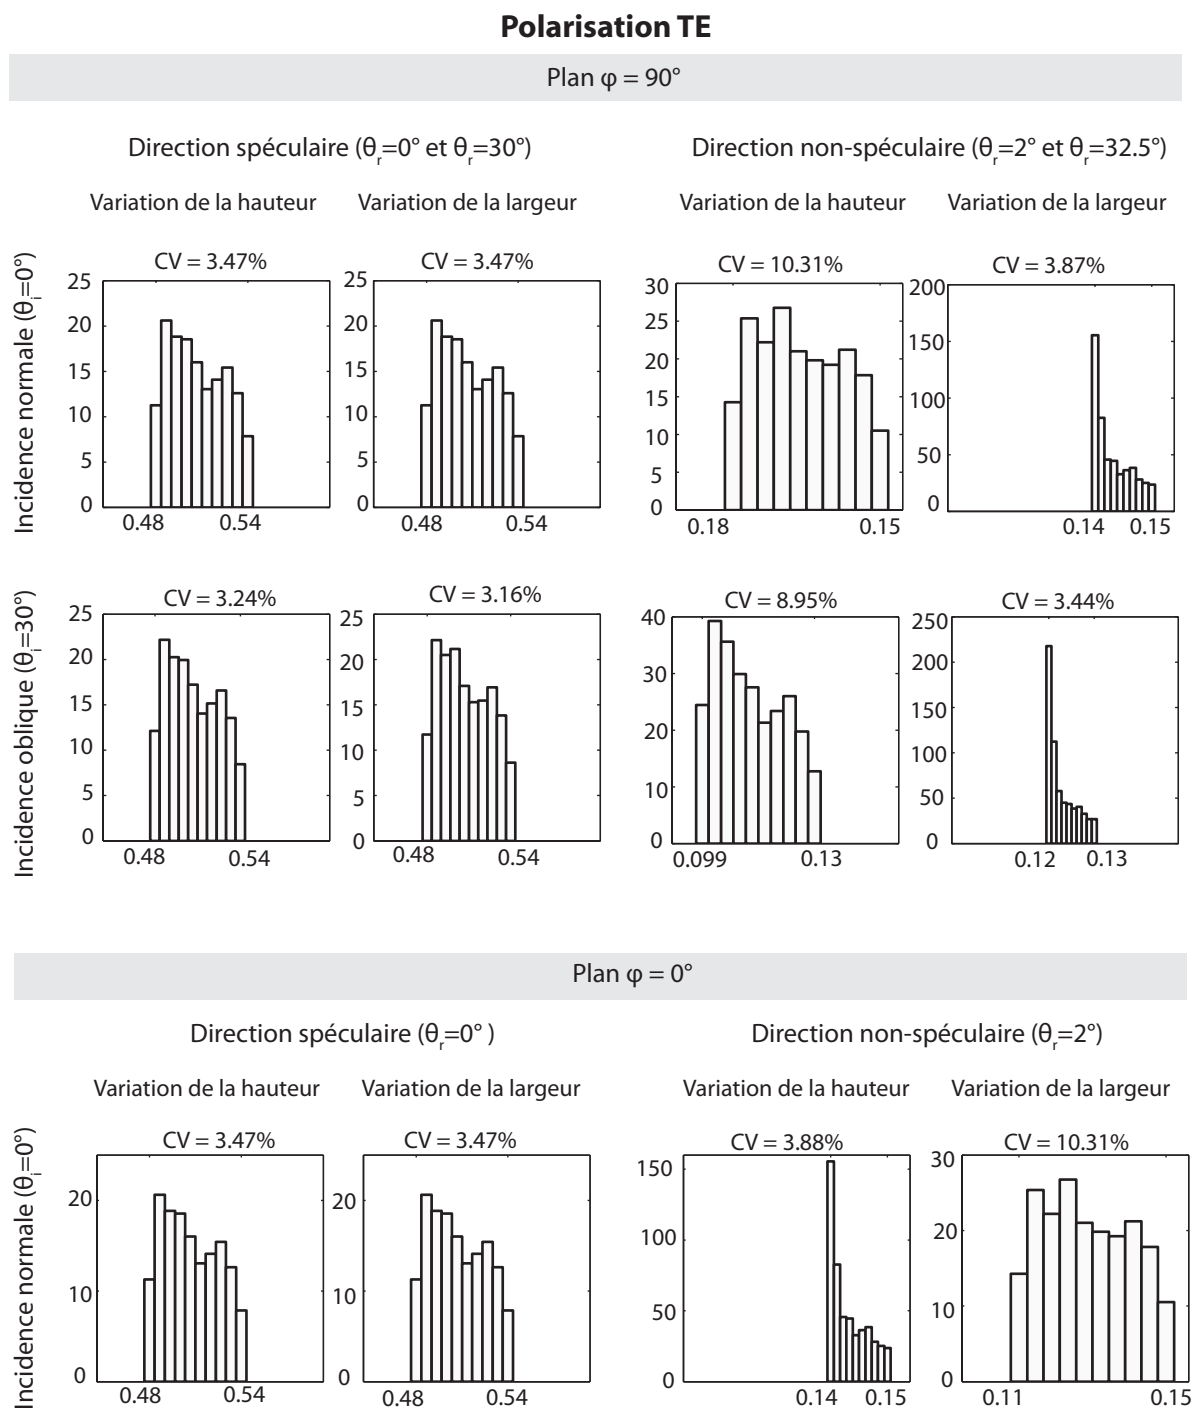 Polarisation TE
Plan φ = 90°
Direction spéculaire (θr=0° et θr=30°)
Direction non-spéculaire (θr=2° et θr=32.5°)
Variation de la hauteur
Variation de la largeur
Variation de la hauteur
Variation de la largeur
Incidence normale (θi=0°)
CV = 3.47%
25
20
15
10
5
0
0.48
0.54
CV = 3.47%
25
20
15
10
5
0
0.48
0.54
CV = 10.31%
30
25
20
15
10
5
0
0.18
0.15
CV = 3.87%
200
150
100
50
0
0.14
0.15
Incidence oblique (θi=30°)
CV = 3.24%
25
20
15
10
5
0
0.48
0.54
CV = 3.16%
25
20
15
10
5
0
0.48
0.54
CV = 8.95%
40
30
20
10
0
0.099
0.13
CV = 3.44%
250
200
150
100
50
0
0.12
0.13
Plan φ = 0°
Direction spéculaire (θr=0° )
Direction non-spéculaire (θr=2°)
Variation de la hauteur
Variation de la largeur
Variation de la hauteur
Variation de la largeur
Incidence normale (θi=0°)
CV = 3.47%
20
10
0
0.48
0.54
CV = 3.47%
20
10
0
0.48
0.54
CV = 3.88%
150
100
50
0
0.14
0.15
CV = 10.31%
30
20
10
0
0.11
0.15